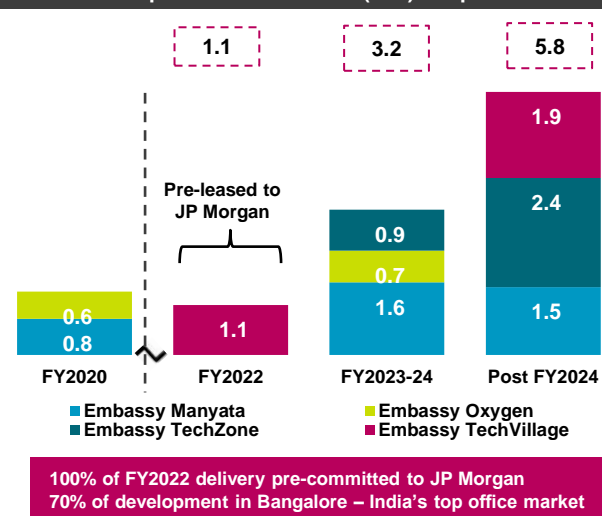 1.1 3.2 5.8
1.9
Pre-leased to
JP Morgan
2.4
0.9
0.6
0.7
0.8
1.1
1.6
1.5
FY2020 FY2022 FY2023-24 Post FY2024
Embassy Manyata Embassy Oxygen
Embassy TechZone Embassy TechVillage
100% of FY2022 delivery pre-committed to JP Morgan
70% of development in Bangalore – India's top office market